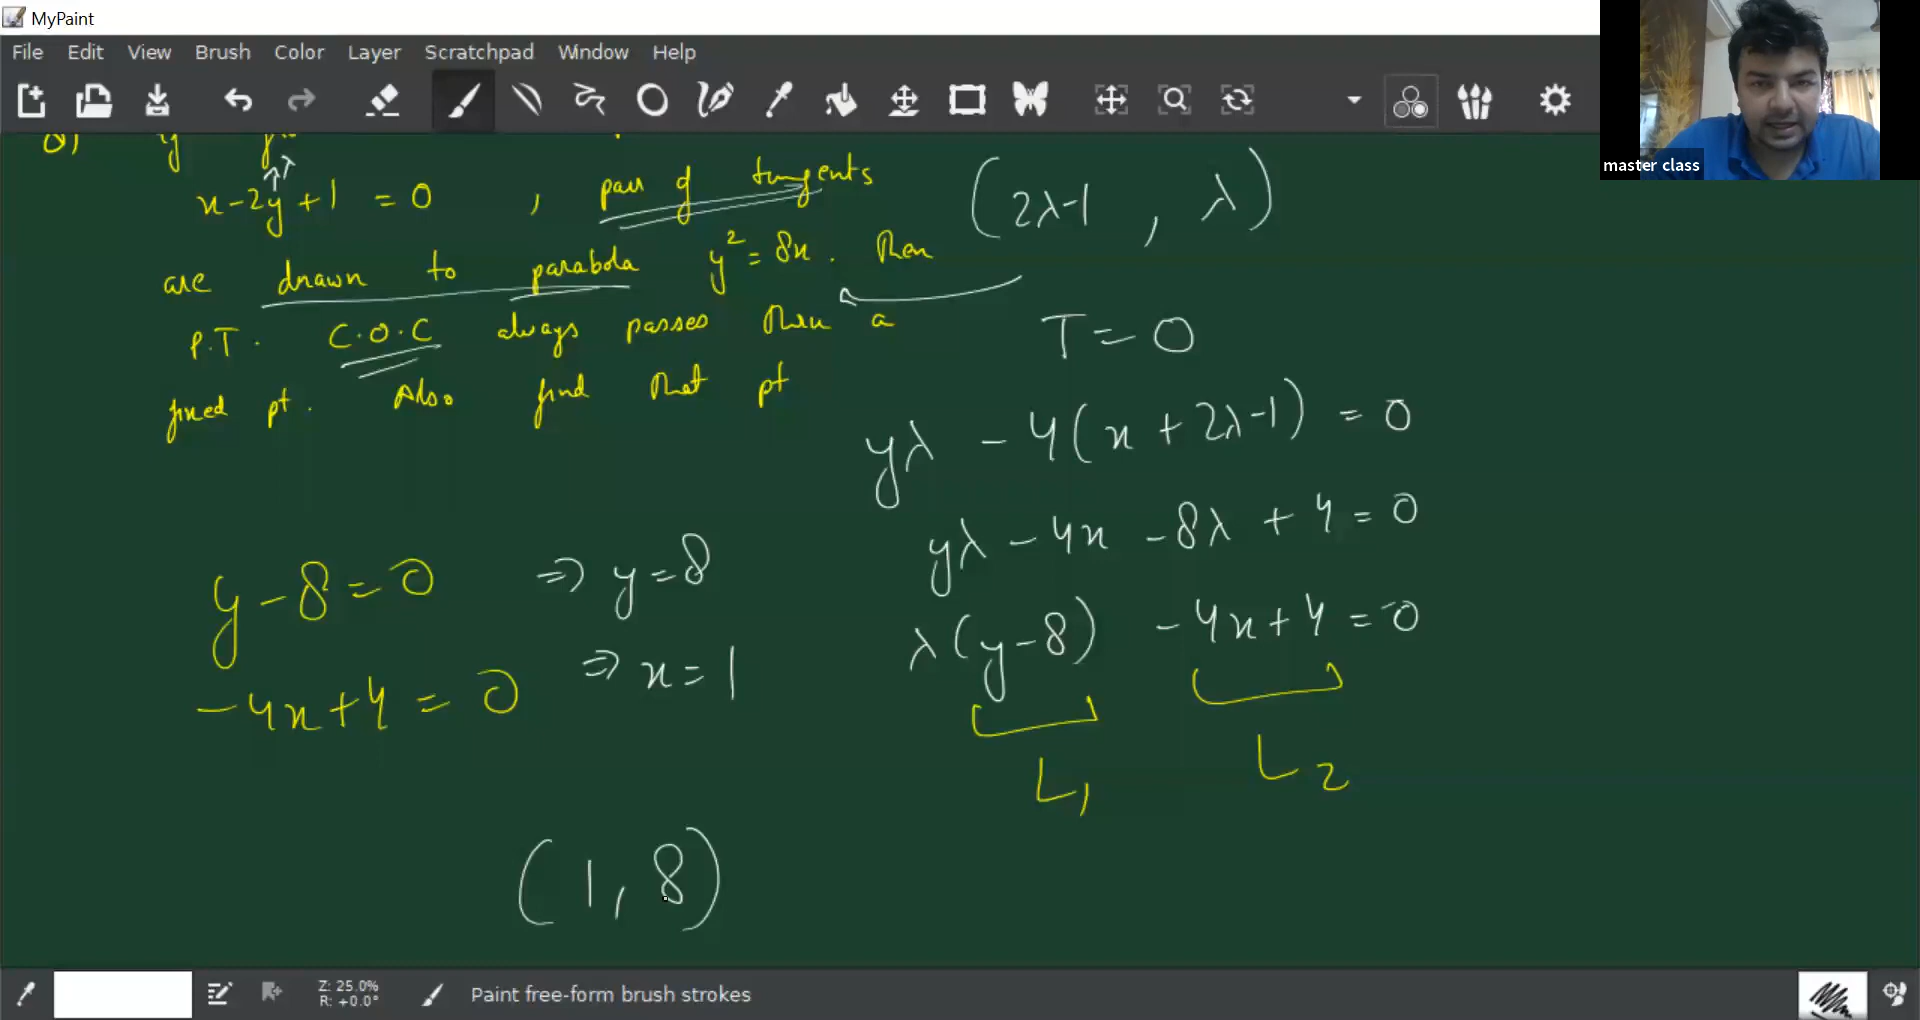 MyPaint
File Edit View Brush Color Layer Scratchpad Window Help
master class
x-2y+1 = 0 , pair of tangents
are drawn to parabola y² = 8x. Then
P.T. C.O.C always passes thru a
fixed pt. Also find that pt
(2λ-1 , λ)
T = 0
yλ - 4(x + 2λ-1) = 0
yλ - 4x - 8λ + 4 = 0
λ(y-8) - 4x+4 = 0
L₁ L₂
y-8=0 ⇒ y=8
-4x+4 = 0 ⇒ x=1
(1, 8)
Z: 25.0%
R: +0.0°
Paint free-form brush strokes